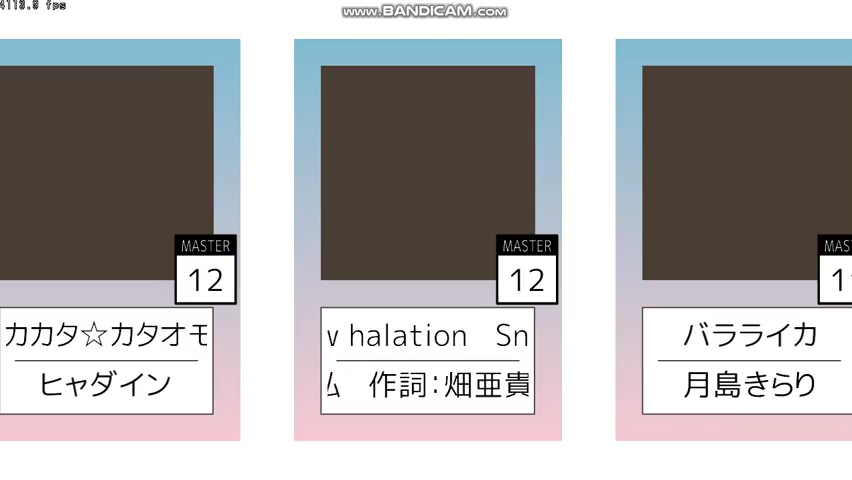 4113.9 fps
www.BANDICAM.com
MASTER
12
カカタ☆カタオモ
ヒャダイン
MASTER
12
halation Sn
ム 作詞：畑亜貴
MAS
バラライカ
月島きらり